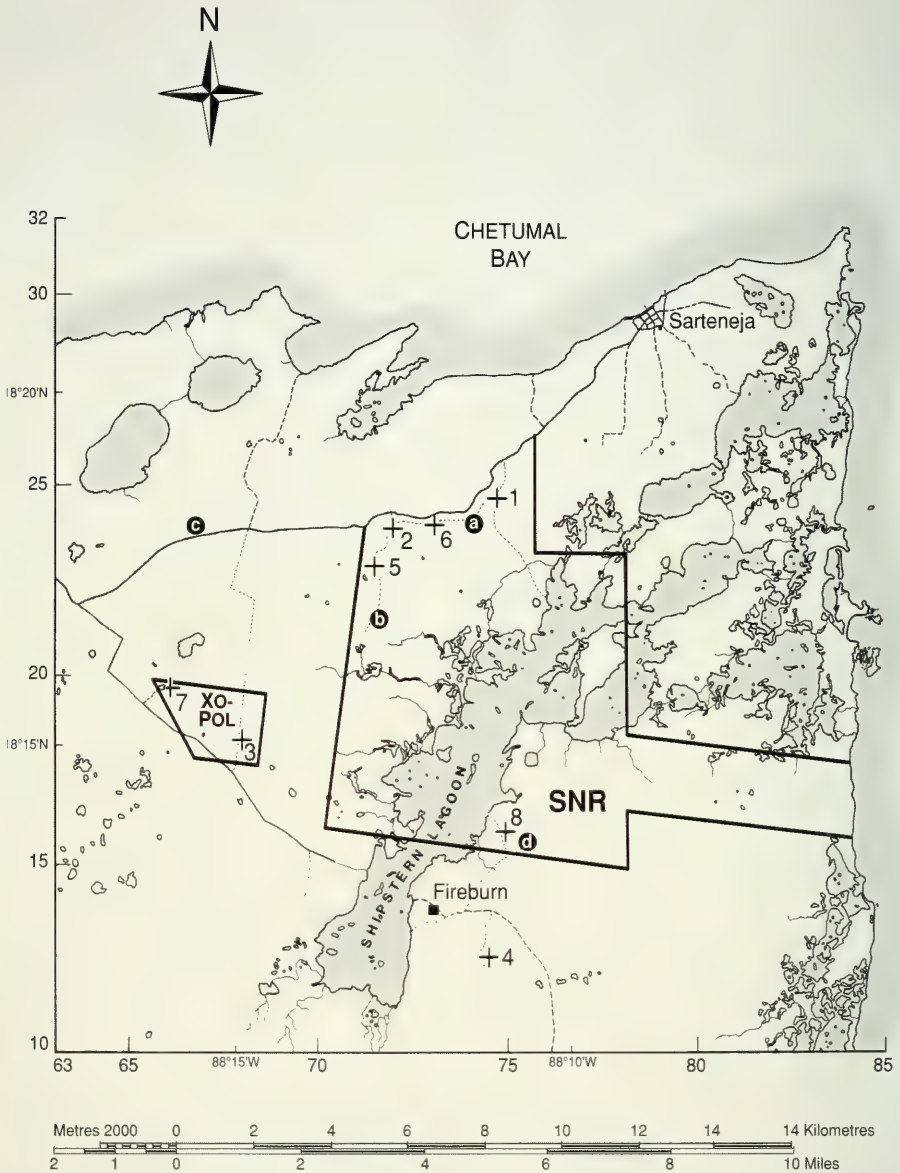 N
CHETUMAL
BAY
32
30
Sarteneja
18°20'N
25
1
c
a
2
6
5
b
20
XO-
POL
7
3
18°15'N
SHIPSTERN LAGOON
SNR
8
d
15
Fireburn
4
10
63 65 88°15'W 70 75 88°10'W 80 85
Metres 2000 0 2 4 6 8 10 12 14 14 Kilometres
2 1 0 2 4 6 8 10 Miles